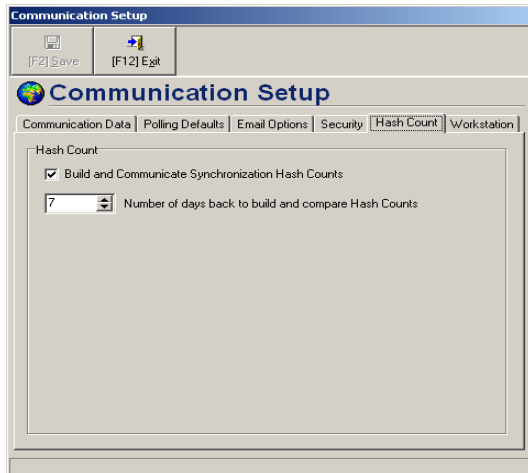 Communication Setup
[F2] Save [F12] Exit
Communication Setup
Communication Data Polling Defaults Email Options Security Hash Count Workstation
Hash Count
Build and Communicate Synchronization Hash Counts
7 Number of days back to build and compare Hash Counts